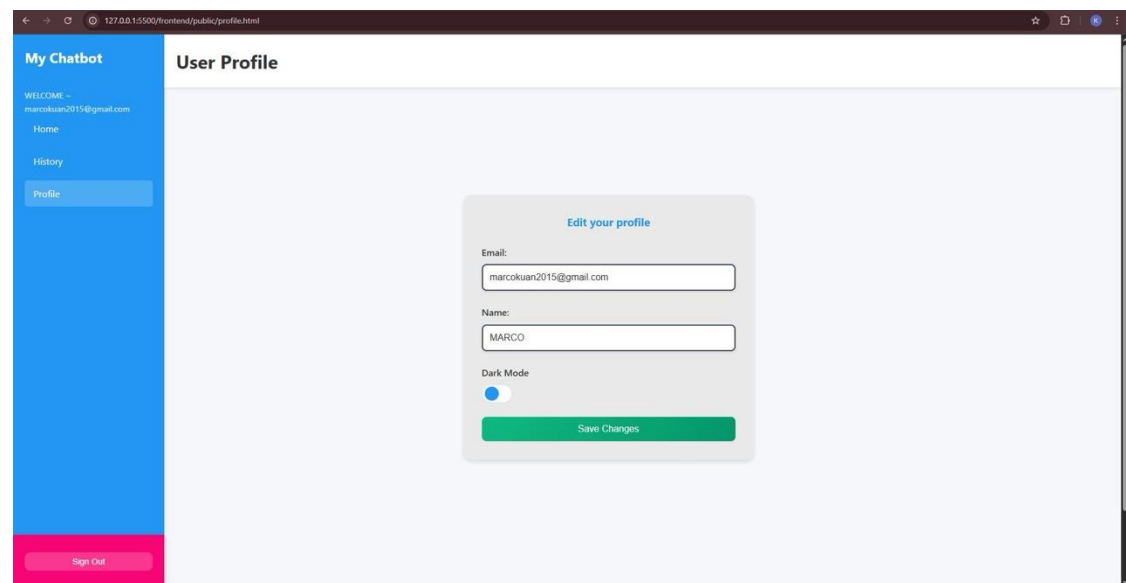 127.0.0.1:5500/frontend/public/profile.html
K
My Chatbot
User Profile
WELCOME ~
marcokuan2015@gmail.com
Home
History
Profile
Edit your profile
Email:
marcokuan2015@gmail.com
Name:
MARCO
Dark Mode
Save Changes
Sign Out